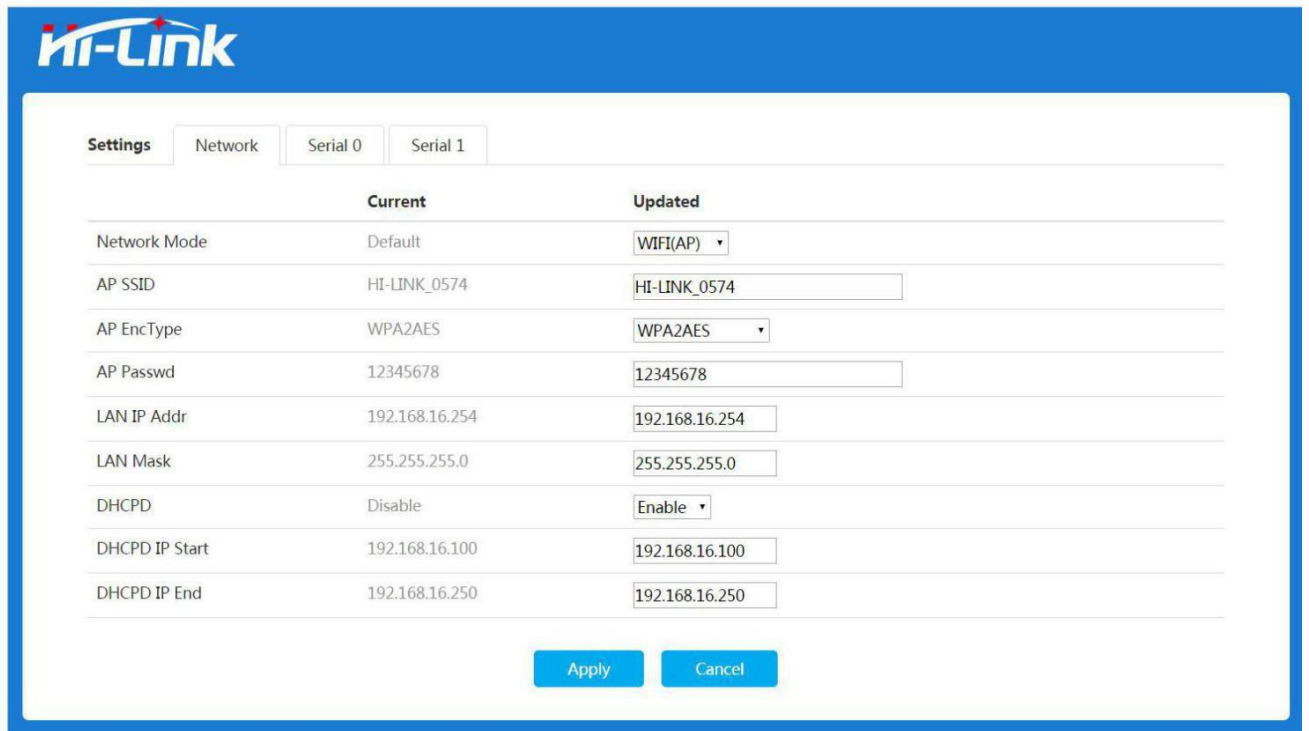 Hi-Link
Settings Network Serial 0 Serial 1
Current Updated
Network Mode Default WIFI(AP)
AP SSID HI-LINK_0574 HI-LINK_0574
AP EncType WPA2AES WPA2AES
AP Passwd 12345678 12345678
LAN IP Addr 192.168.16.254 192.168.16.254
LAN Mask 255.255.255.0 255.255.255.0
DHCPD Disable Enable
DHCPD IP Start 192.168.16.100 192.168.16.100
DHCPD IP End 192.168.16.250 192.168.16.250
Apply Cancel